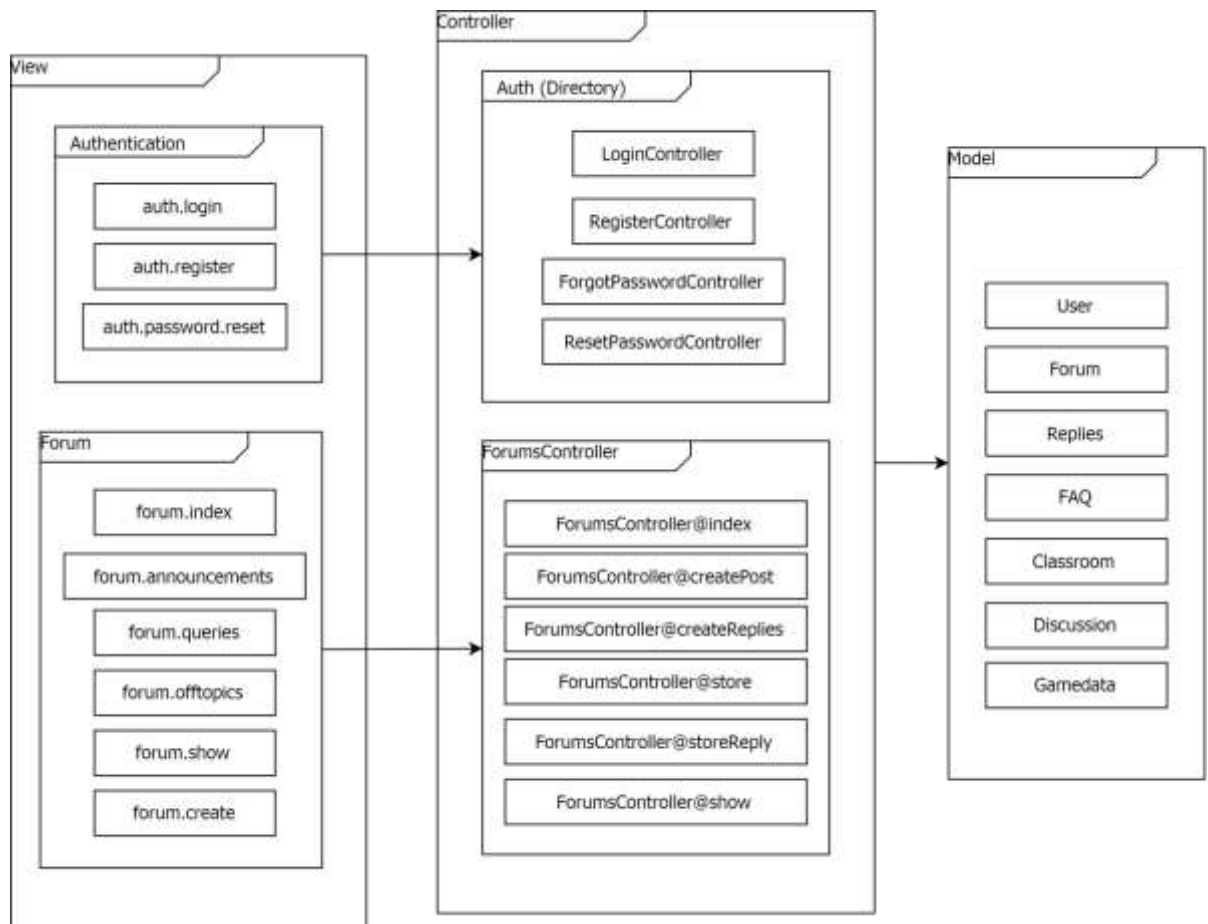 View
Authentication
auth.login
auth.register
auth.password.reset
Forum
forum.index
forum.announcements
forum.queries
forum.offtopics
forum.show
forum.create
Controller
Auth (Directory)
LoginController
RegisterController
ForgotPasswordController
ResetPasswordController
ForumsController
ForumsController@index
ForumsController@createPost
ForumsController@createReplies
ForumsController@store
ForumsController@storeReply
ForumsController@show
Model
User
Forum
Replies
FAQ
Classroom
Discussion
Gamedata